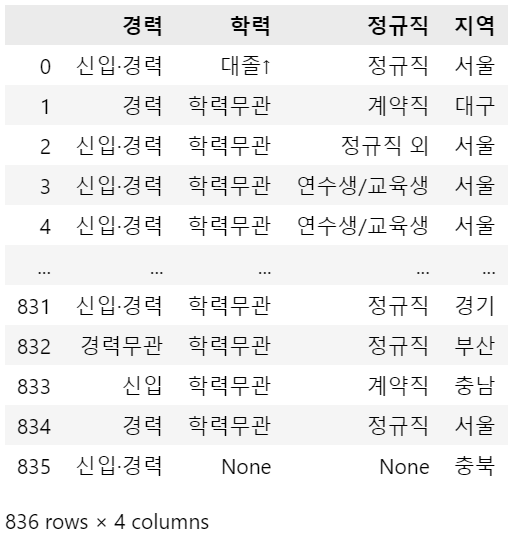 경력 학력 정규직 지역
0 신입·경력 대졸↑ 정규직 서울
1 경력 학력무관 계약직 대구
2 신입·경력 학력무관 정규직 외 서울
3 신입·경력 학력무관 연수생/교육생 서울
4 신입·경력 학력무관 연수생/교육생 서울
... ... ... ... ...
831 신입·경력 학력무관 정규직 경기
832 경력무관 학력무관 정규직 부산
833 신입 학력무관 계약직 충남
834 경력 학력무관 정규직 서울
835 신입·경력 None None 충북
836 rows × 4 columns